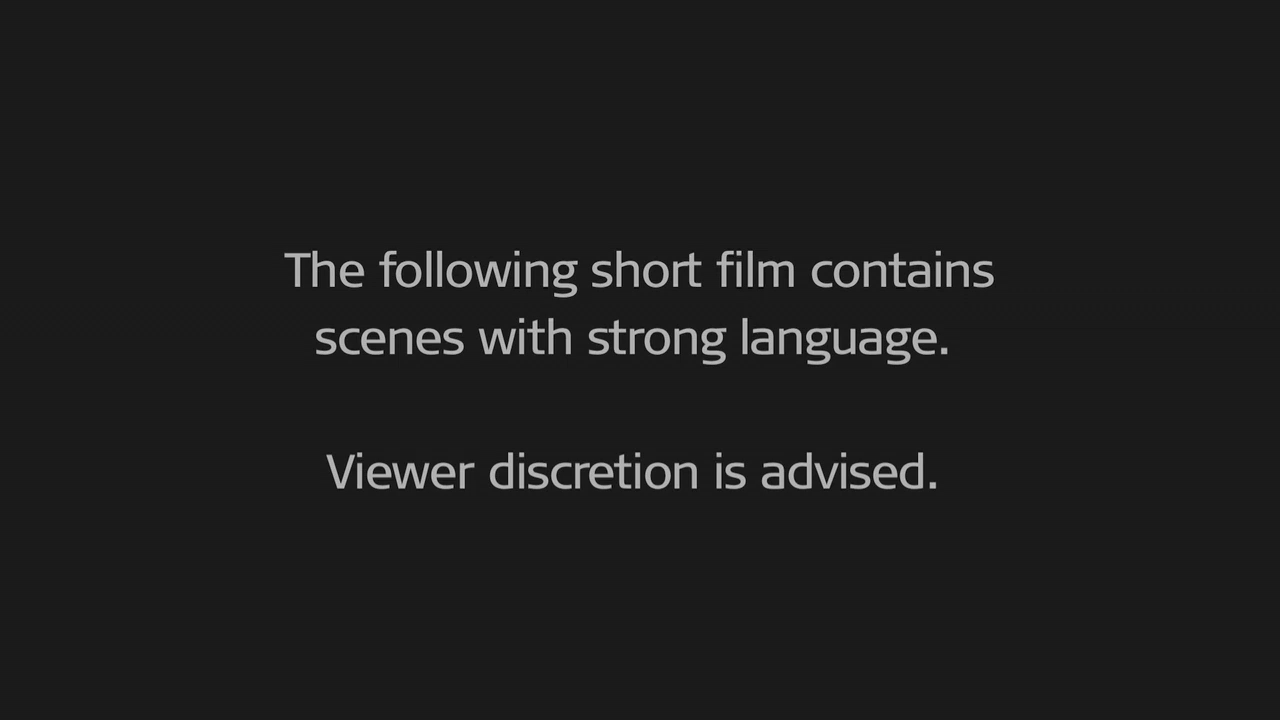 The following short film contains
scenes with strong language.
Viewer discretion is advised.